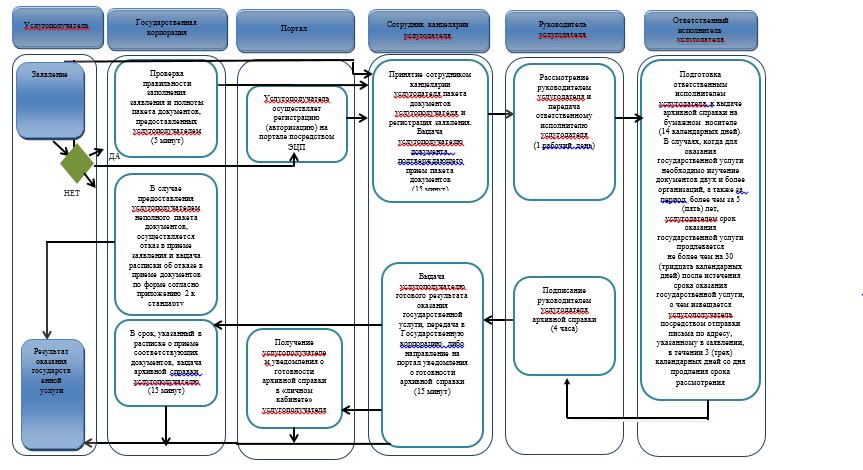 Услугополучатель
Государственная
корпорация
Портал
Сотрудник канцелярии
услугодателя
Руководитель
услугодателя
Ответственный
исполнитель
услугодателя
Заявление
ДА
НЕТ
Результат
оказания
государств
енной
услуги
Проверка
правильности
заполнения
заявления и полноты
пакета документов,
предоставленных
услугополучателем
(5 минут)
В случае
предоставления
услугополучателем
неполного пакета
документов,
осуществляется
отказ в приеме
заявления и выдача
расписки об отказе в
приеме документов
по форме согласно
приложению 2 к
стандарту
В срок, указанный в
расписке о приеме
соответствующих
документов, выдача
архивной справки
услугополучателю
(15 минут)
Услугополучатель
осуществляет
регистрацию
(авторизацию) на
портале посредством
ЭЦП
Получение
услугополучателе
м уведомления о
готовности
архивной справки
в «личном
кабинете»
услугополучателя
Принятие сотрудником
канцелярии
услугодателя пакета
документов
услугополучателя и
регистрация заявления.
Выдача
услугополучателю
документа,
подтверждающего
прием пакета
документов
(15 минут)
Выдача
услугополучателю
готового результата
оказания
государственной
услуги, передача в
Государственную
корпорацию либо
направление на
портал уведомления
о готовности
архивной справки
(15 минут)
Рассмотрение
руководителем
услугодателя и
передача
ответственному
исполнителю
услугодателя
(1 рабочий день)
Подписание
руководителем
услугодателя
архивной справки
(4 часа)
Подготовка
ответственным
исполнителем
услугодателя к выдаче
архивной справки на
бумажном носителе
(14 календарных дней).
В случаях, когда для
оказания
государственной услуги
необходимо изучение
документов двух и более
организаций, а также за
период более чем за 5
(пять) лет,
услугодателем срок
оказания
государственной услуги
продлевается
не более чем на 30
(тридцать календарных
дней) после истечения
срока оказания
государственной услуги,
о чем извещается
услугополучатель
посредством отправки
письма по адресу,
указанному в заявлении,
в течении 3 (трех)
календарных дней со дня
продления срока
рассмотрения